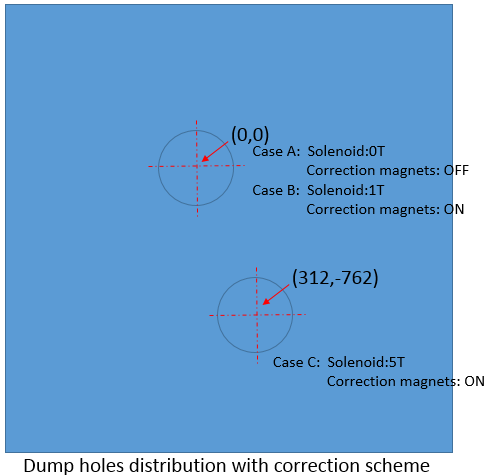 (0,0)
Case A:  Solenoid:0T
Correction magnets: OFF
Case B:  Solenoid:1T
Correction magnets: ON
(312,-762)
Case C:  Solenoid:5T
Correction magnets: ON
Dump holes distribution with correction scheme